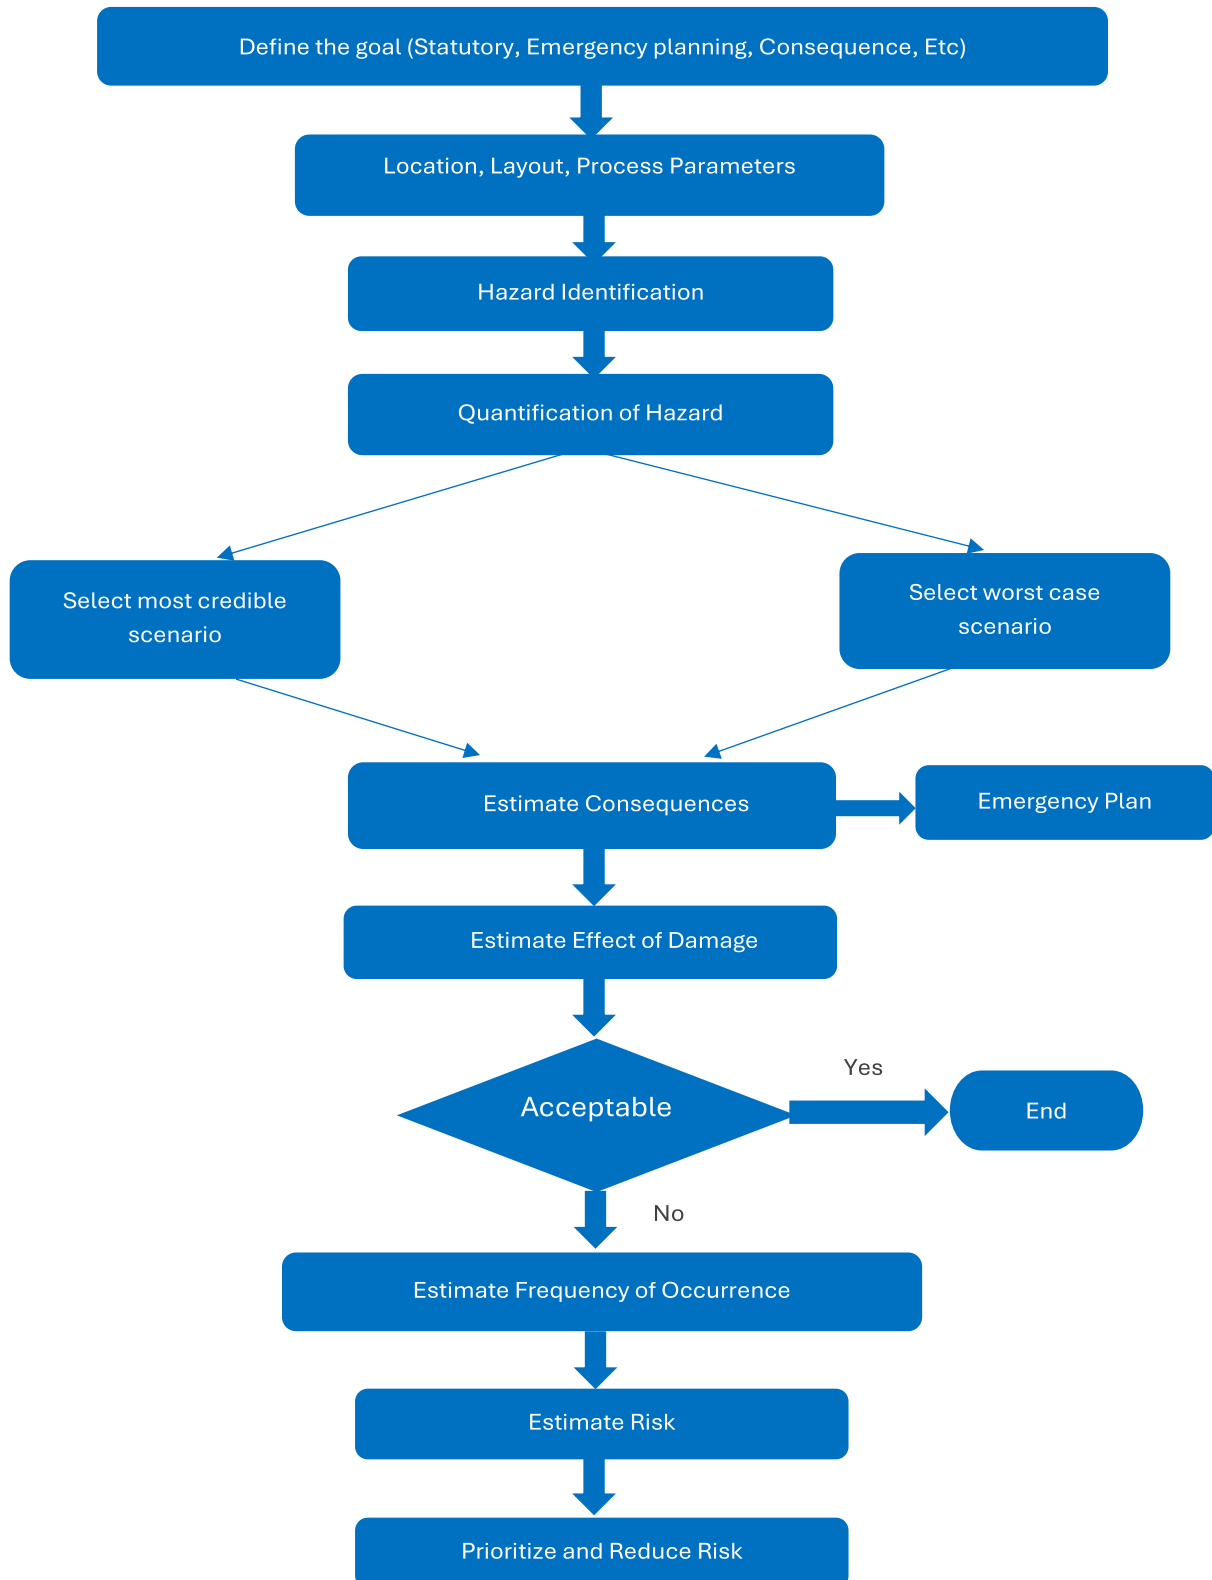 Define the goal (Statutory, Emergency planning, Consequence, Etc)
Location, Layout, Process Parameters
Hazard Identification
Quantification of Hazard
Select most credible
scenario
Select worst case
scenario
Estimate Consequences
Emergency Plan
Estimate Effect of Damage
Acceptable
Yes
End
No
Estimate Frequency of Occurrence
Estimate Risk
Prioritize and Reduce Risk